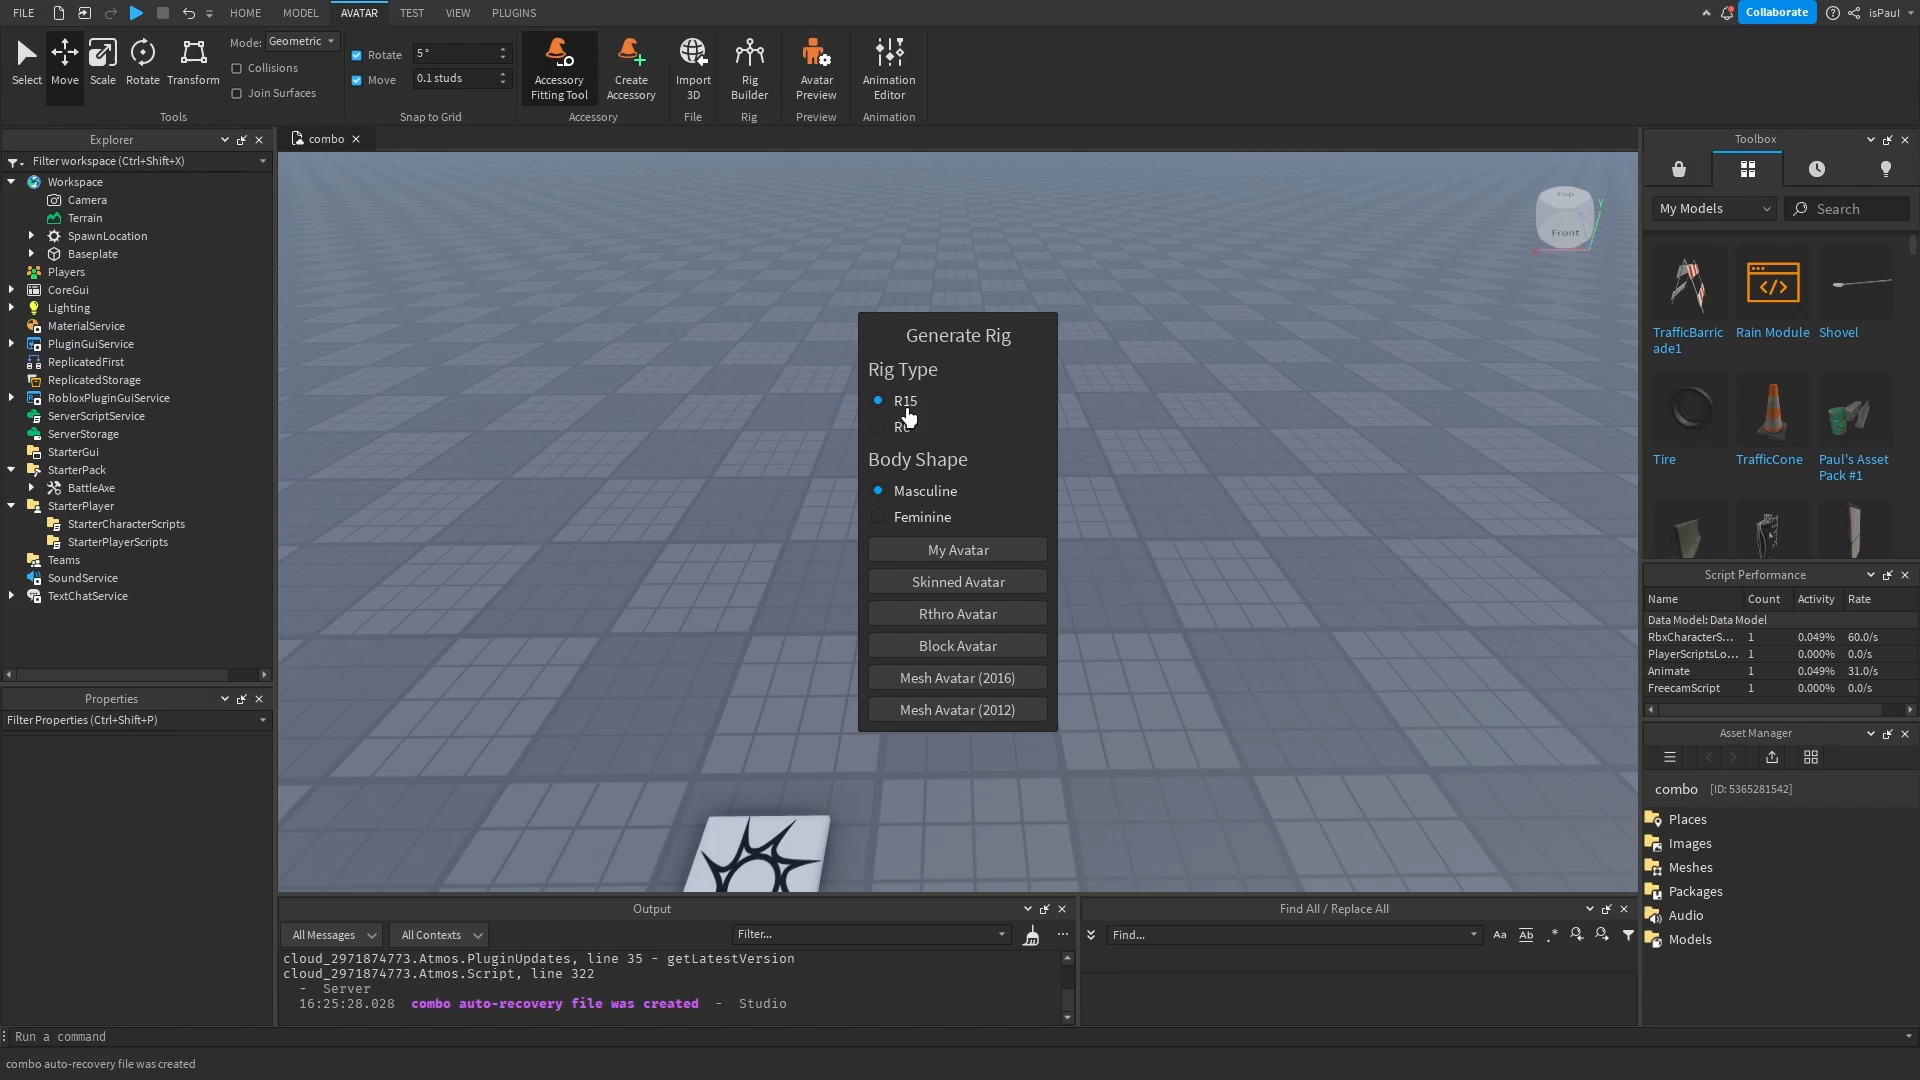 FILE
HOME
MODEL
AVATAR
TEST
VIEW
PLUGINS
Collaborate
isPaul
Select
Move
Scale
Rotate
Transform
Mode:
Geometric
Collisions
Join Surfaces
Tools
Rotate
5 °
Move
0.1 studs
Snap to Grid
Accessory
Fitting Tool
Create
Accessory
Accessory
Import
3D
File
Rig
Builder
Rig
Avatar
Preview
Preview
Animation
Editor
Animation
Explorer
Filter workspace (Ctrl+Shift+X)
Workspace
Camera
Terrain
SpawnLocation
Baseplate
Players
CoreGui
Lighting
MaterialService
PluginGuiService
ReplicatedFirst
ReplicatedStorage
RobloxPluginGuiService
ServerScriptService
ServerStorage
StarterGui
StarterPack
BattleAxe
StarterPlayer
StarterCharacterScripts
StarterPlayerScripts
Teams
SoundService
TextChatService
Properties
Filter Properties (Ctrl+Shift+P)
combo
Top
Front
X
Y
Generate Rig
Rig Type
R15
Body Shape
Masculine
Feminine
My Avatar
Skinned Avatar
Rthro Avatar
Block Avatar
Mesh Avatar (2016)
Mesh Avatar (2012)
Output
All Messages
All Contexts
Filter...
cloud_2971874773.Atmos.PluginUpdates, line 35 - getLatestVersion
cloud_2971874773.Atmos.Script, line 322
- Server
16:25:28.028 combo auto-recovery file was created - Studio
Find All / Replace All
Find...
Aa
Ab
.*
Toolbox
My Models
Search
TrafficBarric
ade1
Rain Module
Shovel
Tire
TrafficCone
Paul's Asset
Pack #1
Script Performance
Name Count Activity Rate
Data Model: Data Model
RbxCharacterS... 1 0.049% 60.0/s
PlayerScriptsLo... 1 0.000% 0.0/s
Animate 1 0.049% 31.0/s
FreecamScript 1 0.000% 0.0/s
Asset Manager
combo [ID: 5365281542]
Places
Images
Meshes
Packages
Audio
Models
Run a command
combo auto-recovery file was created